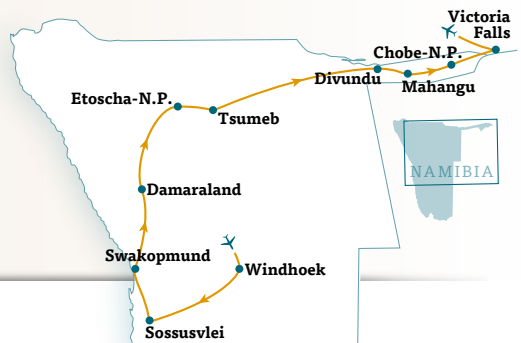 Victoria
Falls
Chobe-N.P.
Divundu
Mahangu
Etoscha-N.P.
Tsumeb
NAMIBIA
Damaraland
Swakopmund
Windhoek
Sossusvlei